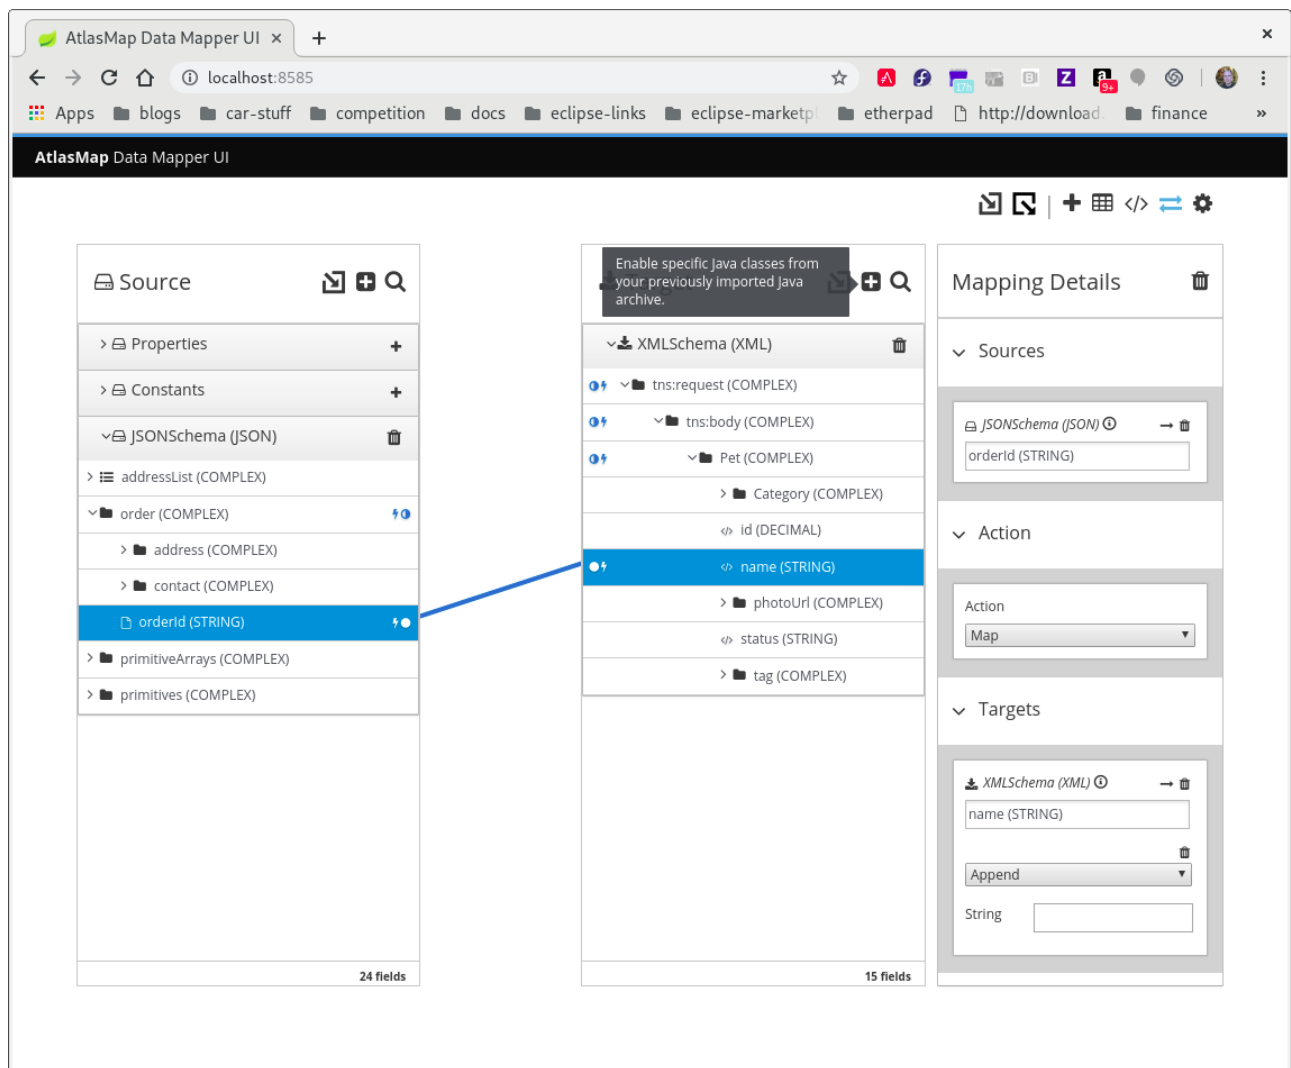 AtlasMap Data Mapper UI
localhost:8585
17h
9+
Apps blogs car-stuff competition docs eclipse-links eclipse-marketp etherpad http://download. finance »
AtlasMap Data Mapper UI
Source
Properties
Constants
JSONSchema (JSON)
addressList (COMPLEX)
order (COMPLEX)
address (COMPLEX)
contact (COMPLEX)
orderId (STRING)
primitiveArrays (COMPLEX)
primitives (COMPLEX)
24 fields
Enable specific Java classes from
your previously imported Java
archive.
XMLSchema (XML)
tns:request (COMPLEX)
tns:body (COMPLEX)
Pet (COMPLEX)
Category (COMPLEX)
id (DECIMAL)
name (STRING)
photoUrl (COMPLEX)
status (STRING)
tag (COMPLEX)
15 fields
Mapping Details
Sources
JSONSchema (JSON)
orderId (STRING)
Action
Action
Map
Targets
XMLSchema (XML)
name (STRING)
Append
String